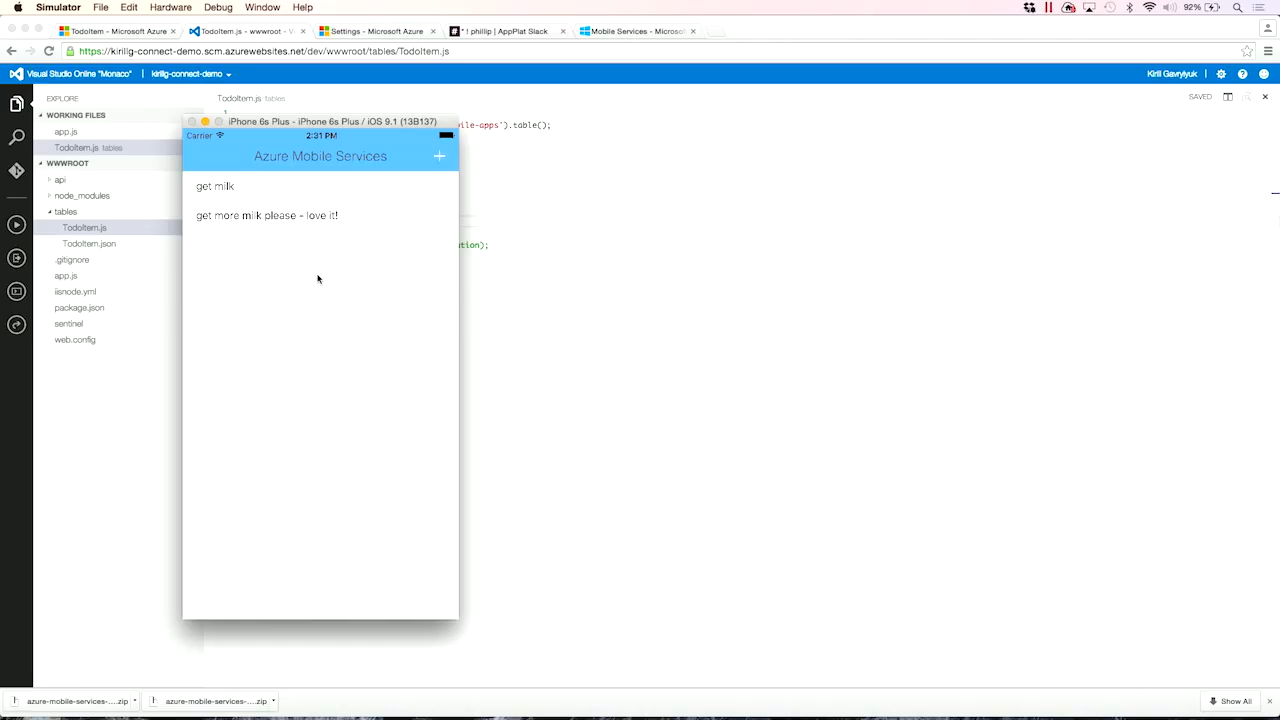 Simulator File Edit Hardware Debug Window Help 92%
TodoItem - Microsoft Azure TodoItem.js - wwwroot - Vi Settings - Microsoft Azure * ! phillip | AppPlat Slack Mobile Services - Microsof
https://kirillg-connect-demo.scm.azurewebsites.net/dev/wwwroot/tables/TodoItem.js
Visual Studio Online "Monaco" kirillg-connect-demo Kirill Gavrylyuk
EXPLORE
TodoItem.js tables
SAVED
WORKING FILES
app.js
TodoItem.js tables
WWWROOT
api
node_modules
tables
TodoItem.js
TodoItem.json
.gitignore
app.js
iisnode.yml
package.json
sentinel
web.config
1
bile-apps').table();
tion);
iPhone 6s Plus - iPhone 6s Plus / iOS 9.1 (13B137)
Carrier 2:31 PM
Azure Mobile Services +
get milk
get more milk please - love it!
azure-mobile-services-....zip azure-mobile-services-....zip Show All